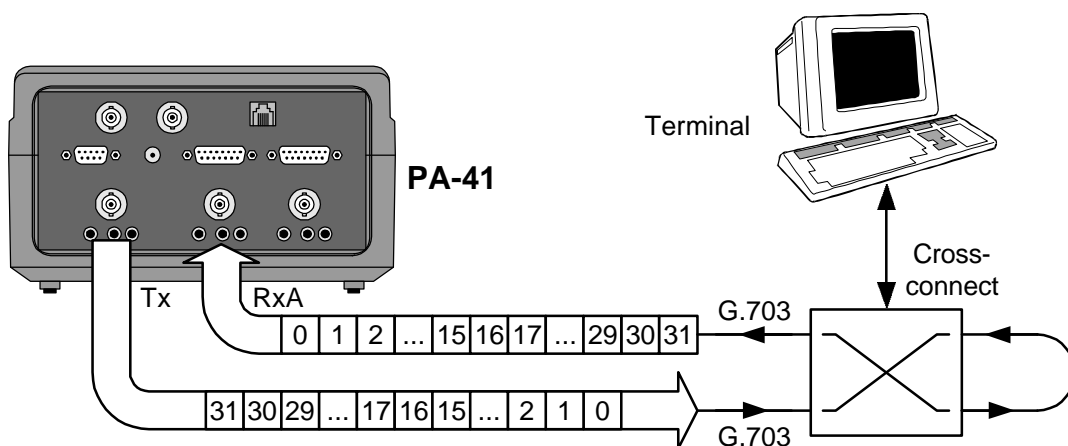 Terminal
PA-41
Cross-
connect
Tx
RxA
G.703
0 1 2 ... 15 16 17 ... 29 30 31
31 30 29 ... 17 16 15 ... 2 1 0
G.703